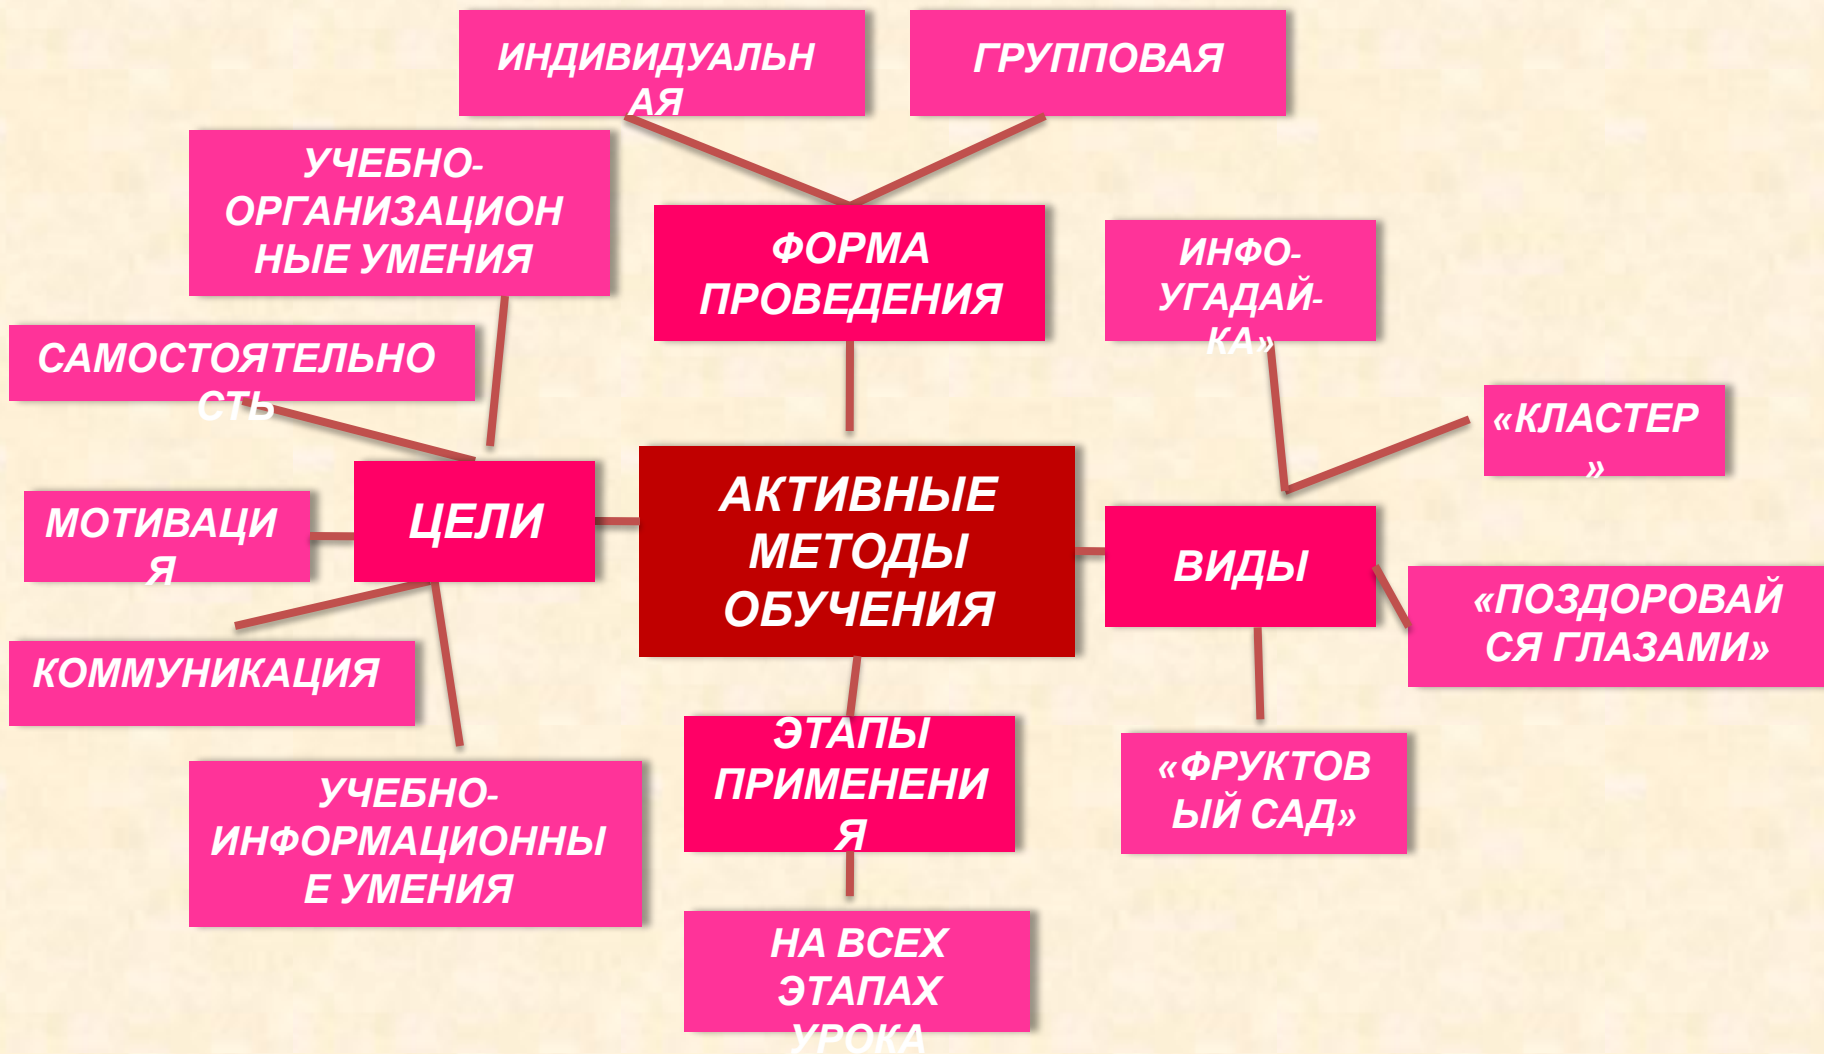 ИНДИВИДУАЛЬН
АЯ
ГРУППОВАЯ
УЧЕБНО-
ОРГАНИЗАЦИОН
НЫЕ УМЕНИЯ
ФОРМА
ПРОВЕДЕНИЯ
ИНФО-
УГАДАЙ-
КА»
САМОСТОЯТЕЛЬНО
СТЬ
«КЛАСТЕР
»
ЦЕЛИ
АКТИВНЫЕ
МЕТОДЫ
ОБУЧЕНИЯ
МОТИВАЦИ
Я
ВИДЫ
«ПОЗДОРОВАЙ
СЯ ГЛАЗАМИ»
КОММУНИКАЦИЯ
ЭТАПЫ
ПРИМЕНЕНИ
Я
«ФРУКТОВ
ЫЙ САД»
УЧЕБНО-
ИНФОРМАЦИОННЫ
Е УМЕНИЯ
НА ВСЕХ
ЭТАПАХ
УРОКА